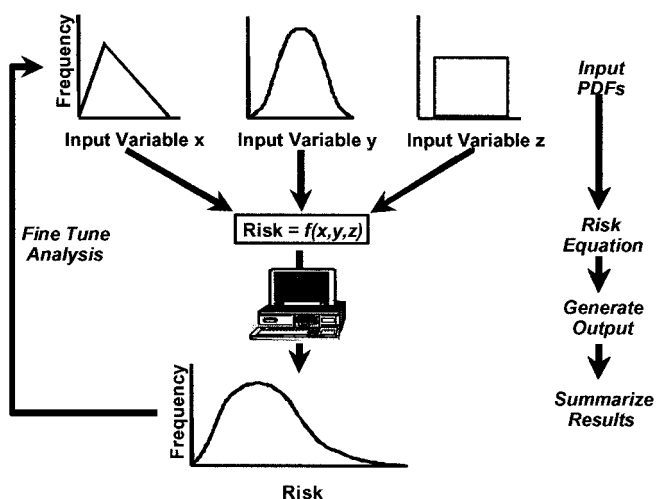 Frequency
Input Variable x
Input Variable y
Input Variable z
Input
PDFs
Fine Tune
Analysis
Risk = f(x,y,z)
Risk
Equation
Generate
Output
Frequency
Risk
Summarize
Results